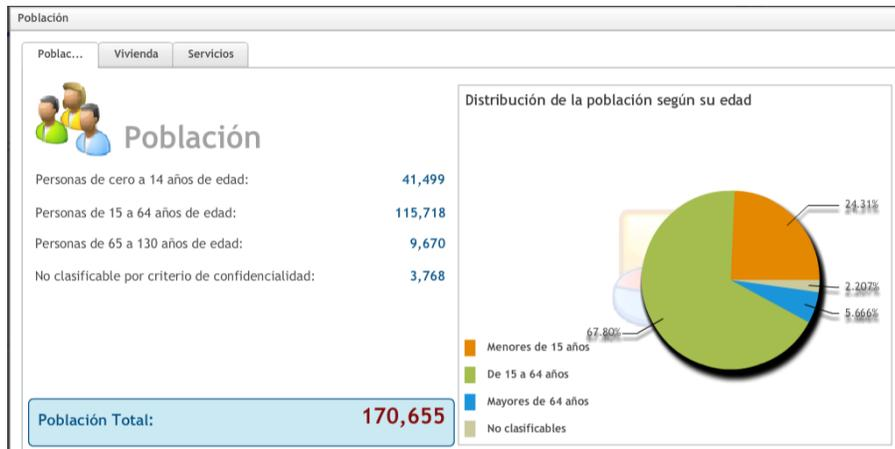 Población
Poblac...
Vivienda
Servicios
Población
Personas de cero a 14 años de edad: 41,499
Personas de 15 a 64 años de edad: 115,718
Personas de 65 a 130 años de edad: 9,670
No clasificable por criterio de confidencialidad: 3,768
Población Total: 170,655
Distribución de la población según su edad
24.31%
2.207%
5.666%
67.80%
Menores de 15 años
De 15 a 64 años
Mayores de 64 años
No clasificables